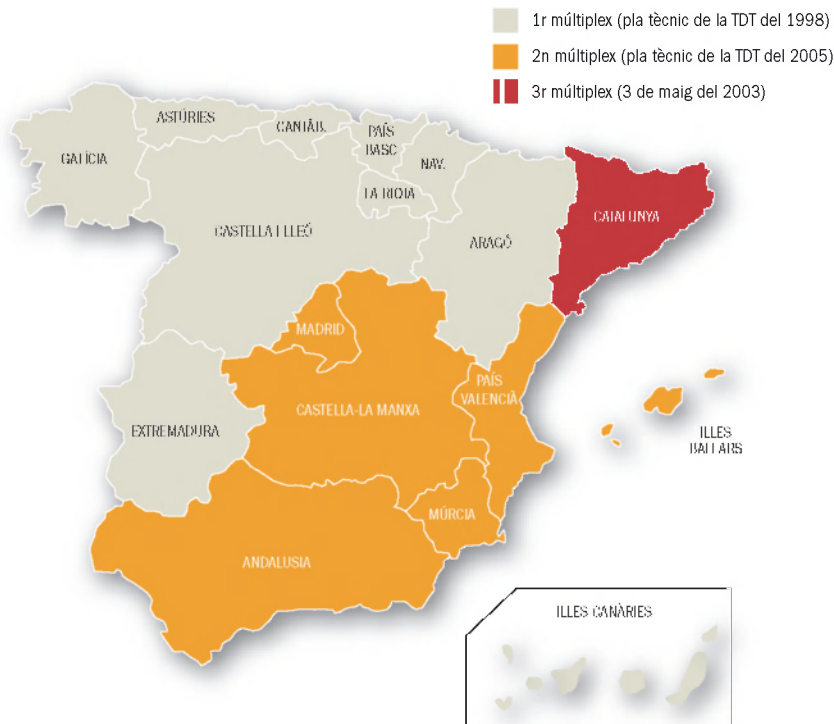 1r múltiplex (pla tècnic de la TDT del 1998)
2n múltiplex (pla tècnic de la TDT del 2005)
3r múltiplex (3 de maig del 2003)
ASTÚRIES
CANTÀB.
PAÍS
BASC
GALÍCIA
NAV.
LA RIOJA
CATALUNYA
CASTELLA I LLEÓ
ARAGÓ
MADRID
PAÍS
VALENCIÀ
CASTELLA-LA MANXA
EXTREMADURA
ILLES
BALEARS
MÚRCIA
ANDALUSIA
ILLES CANÀRIES